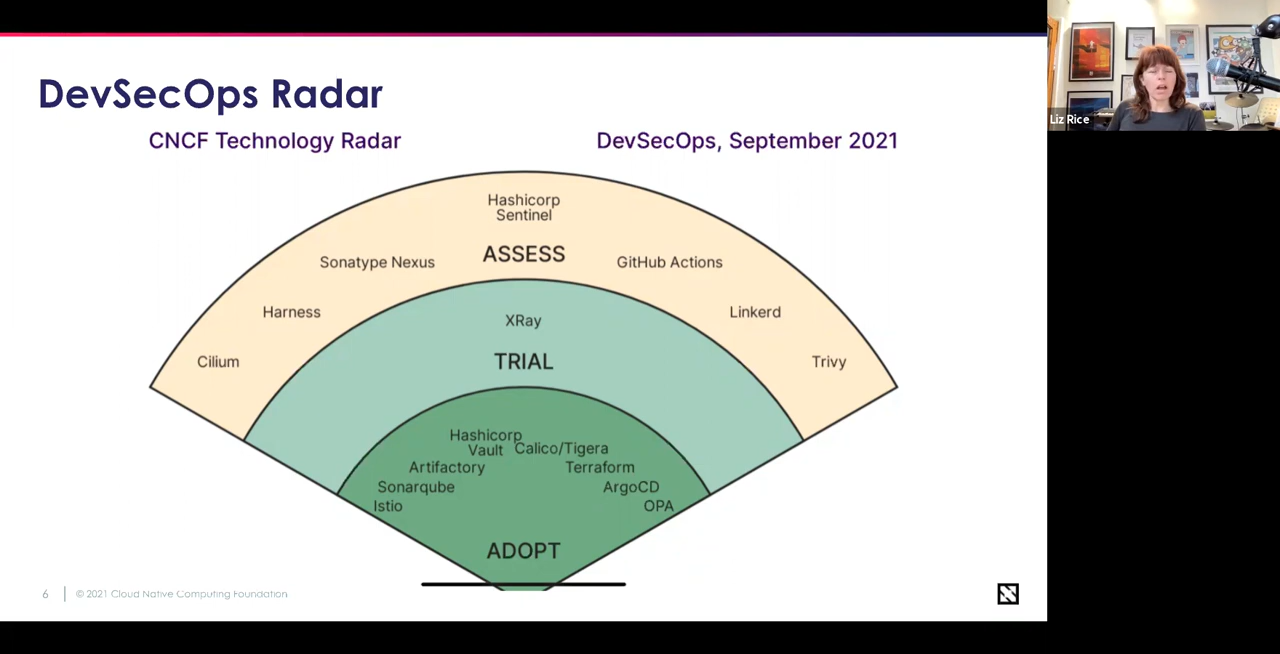 DevSecOps Radar
CNCF Technology Radar
DevSecOps, September 2021
Hashicorp
Sentinel
ASSESS
Sonatype Nexus
GitHub Actions
Harness
Linkerd
Cilium
Trivy
XRay
TRIAL
Hashicorp
Vault
Calico/Tigera
Artifactory
Terraform
Sonarqube
ArgoCD
Istio
OPA
ADOPT
6
© 2021 Cloud Native Computing Foundation
Liz Rice